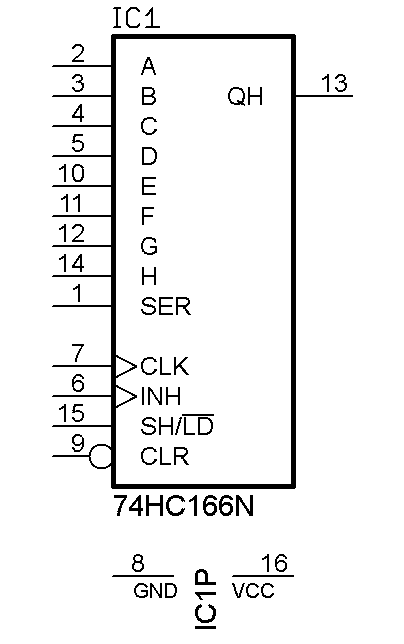 IC1
2 A
3 B QH 13
4 C
5 D
10 E
11 F
12 G
14 H
1 SER
7 CLK
6 INH
15 SH/LD
9 CLR
74HC166N
8 IC1P 16
GND VCC